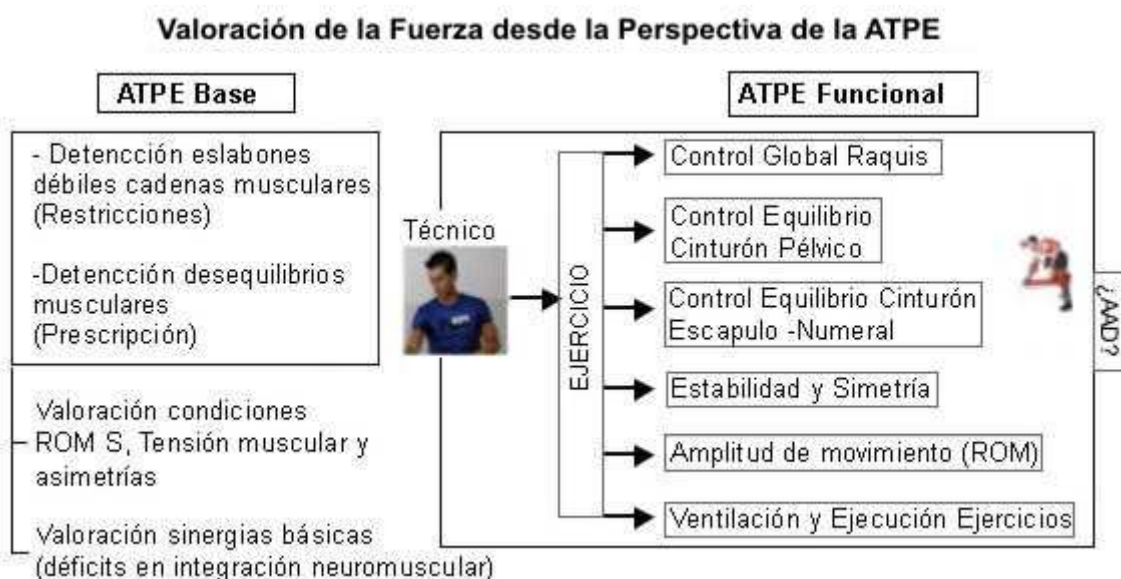 Valoración de la Fuerza desde la Perspectiva de la ATPE
ATPE Base
- Detencción eslabones
débiles cadenas musculares
(Restricciones)
-Detencción desequilibrios
musculares
(Prescripción)
Valoración condiciones
ROM S, Tensión muscular y
asimetrías
Valoración sinergias básicas
(déficits en integración neuromuscular)
ATPE Funcional
Técnico
EJERCICIO
Control Global Raquis
Control Equilibrio
Cinturón Pélvico
Control Equilibrio Cinturón
Escapulo -Numeral
Estabilidad y Simetría
Amplitud de movimiento (ROM)
Ventilación y Ejecución Ejercicios
¿AAD?